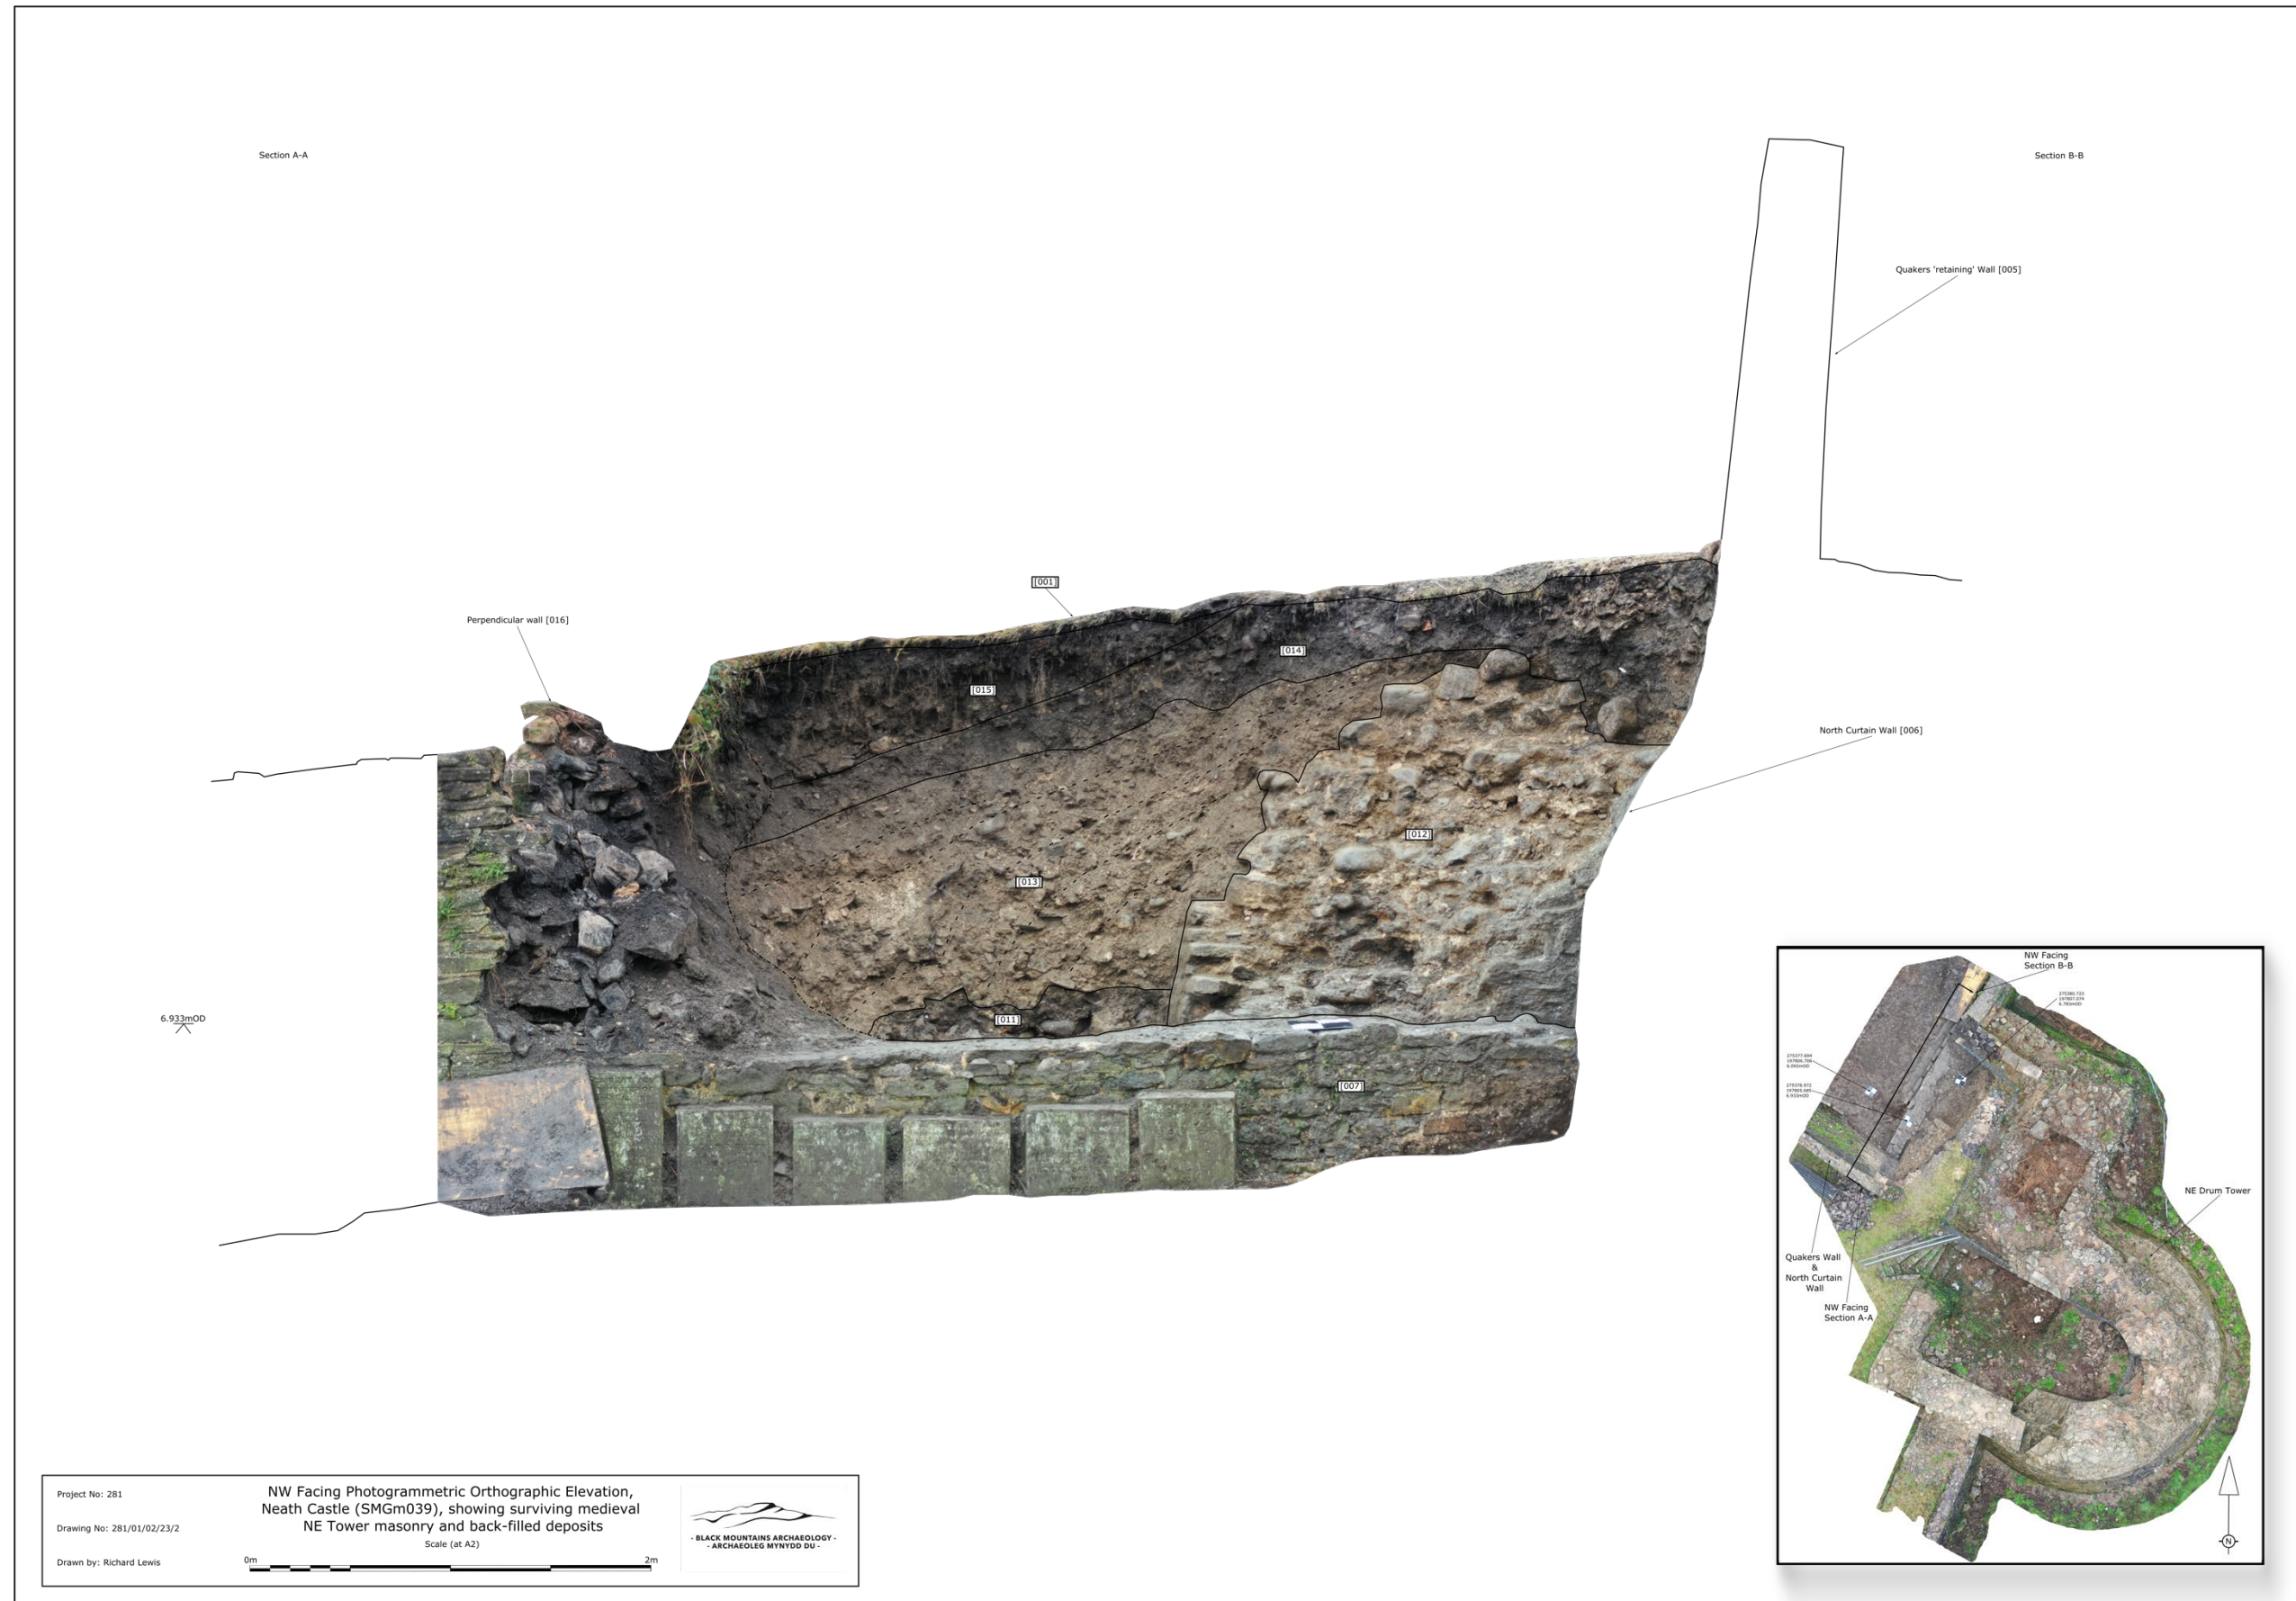 Section A-A
Section B-B
Quakers 'retaining' Wall [005]
[001]
Perpendicular wall [016]
[014]
[015]
North Curtain Wall [006]
[012]
[013]
6.933mOD
[011]
[007]
NW Facing
Section B-B
NE Drum Tower
Quakers Wall
&
North Curtain
Wall
NW Facing
Section A-A
N
Project No: 281
Drawing No: 281/01/02/23/2
Drawn by: Richard Lewis
NW Facing Photogrammetric Orthographic Elevation,
Neath Castle (SMGm039), showing surviving medieval
NE Tower masonry and back-filled deposits
Scale (at A2)
0m
2m
- BLACK MOUNTAINS ARCHAEOLOGY -
- ARCHAEOLEG MYNYDD DU -